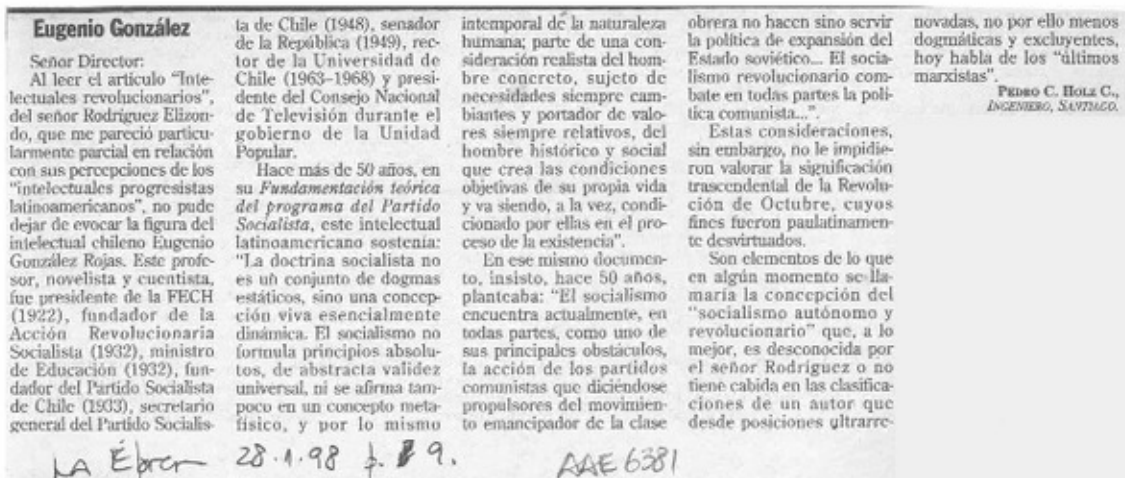 Eugenio González
Señor Director:
Al leer el artículo "Inte-
lectuales revolucionarios",
del señor Rodríguez Elizon-
do, que me pareció particu-
larmente parcial en relación
con sus percepciones de los
"intelectuales progresistas
latinoamericanos", no pude
dejar de evocar la figura del
intelectual chileno Eugenio
González Rojas. Este profe-
sor, novelista y cuentista,
fue presidente de la FECH
(1922), fundador de la
Acción Revolucionaria
Socialista (1932), ministro
de Educación (1932), fun-
dador del Partido Socialista
de Chile (1933), secretario
general del Partido Socialis-
ta de Chile (1948), senador
de la República (1949), rec-
tor de la Universidad de
Chile (1963-1968) y presi-
dente del Consejo Nacional
de Televisión durante el
gobierno de la Unidad
Popular.
Hace más de 50 años, en
su Fundamentación teórica
del programa del Partido
Socialista, este intelectual
latinoamericano sostenía:
"La doctrina socialista no
es un conjunto de dogmas
estáticos, sino una concep-
ción viva esencialmente
dinámica. El socialismo no
formula principios absolu-
tos, de abstracta validez
universal, ni se afirma tam-
poco en un concepto meta-
físico, y por lo mismo
intemporal de la naturaleza
humana; parte de una con-
sideración realista del hom-
bre concreto, sujeto de
necesidades siempre cam-
biantes y portador de valo-
res siempre relativos, del
hombre histórico y social
que crea las condiciones
objetivas de su propia vida
y va siendo, a la vez, condi-
cionado por ellas en el pro-
ceso de la existencia".
En ese mismo documen-
to, insisto, hace 50 años,
planteaba: "El socialismo
encuentra actualmente, en
todas partes, como uno de
sus principales obstáculos,
la acción de los partidos
comunistas que diciéndose
propulsores del movimien-
to emancipador de la clase
obrera no hacen sino servir
la política de expansión del
Estado soviético... El socia-
lismo revolucionario com-
bate en todas partes la polí-
tica comunista...".
Estas consideraciones,
sin embargo, no le impidie-
ron valorar la significación
trascendental de la Revolu-
ción de Octubre, cuyos
fines fueron paulatinamen-
te desvirtuados.
Son elementos de lo que
en algún momento se lla-
maría la concepción del
"socialismo autónomo y
revolucionario" que, a lo
mejor, es desconocida por
el señor Rodríguez o no
tiene cabida en las clasifica-
ciones de un autor que
desde posiciones ultrarre-
novadas, no por ello menos
dogmáticas y excluyentes,
hoy habla de los "últimos
marxistas".
PEDRO C. HOLZ C.,
INGENIERO, SANTIAGO.
LA Época 28.1.98 p. 9. AAE 6381